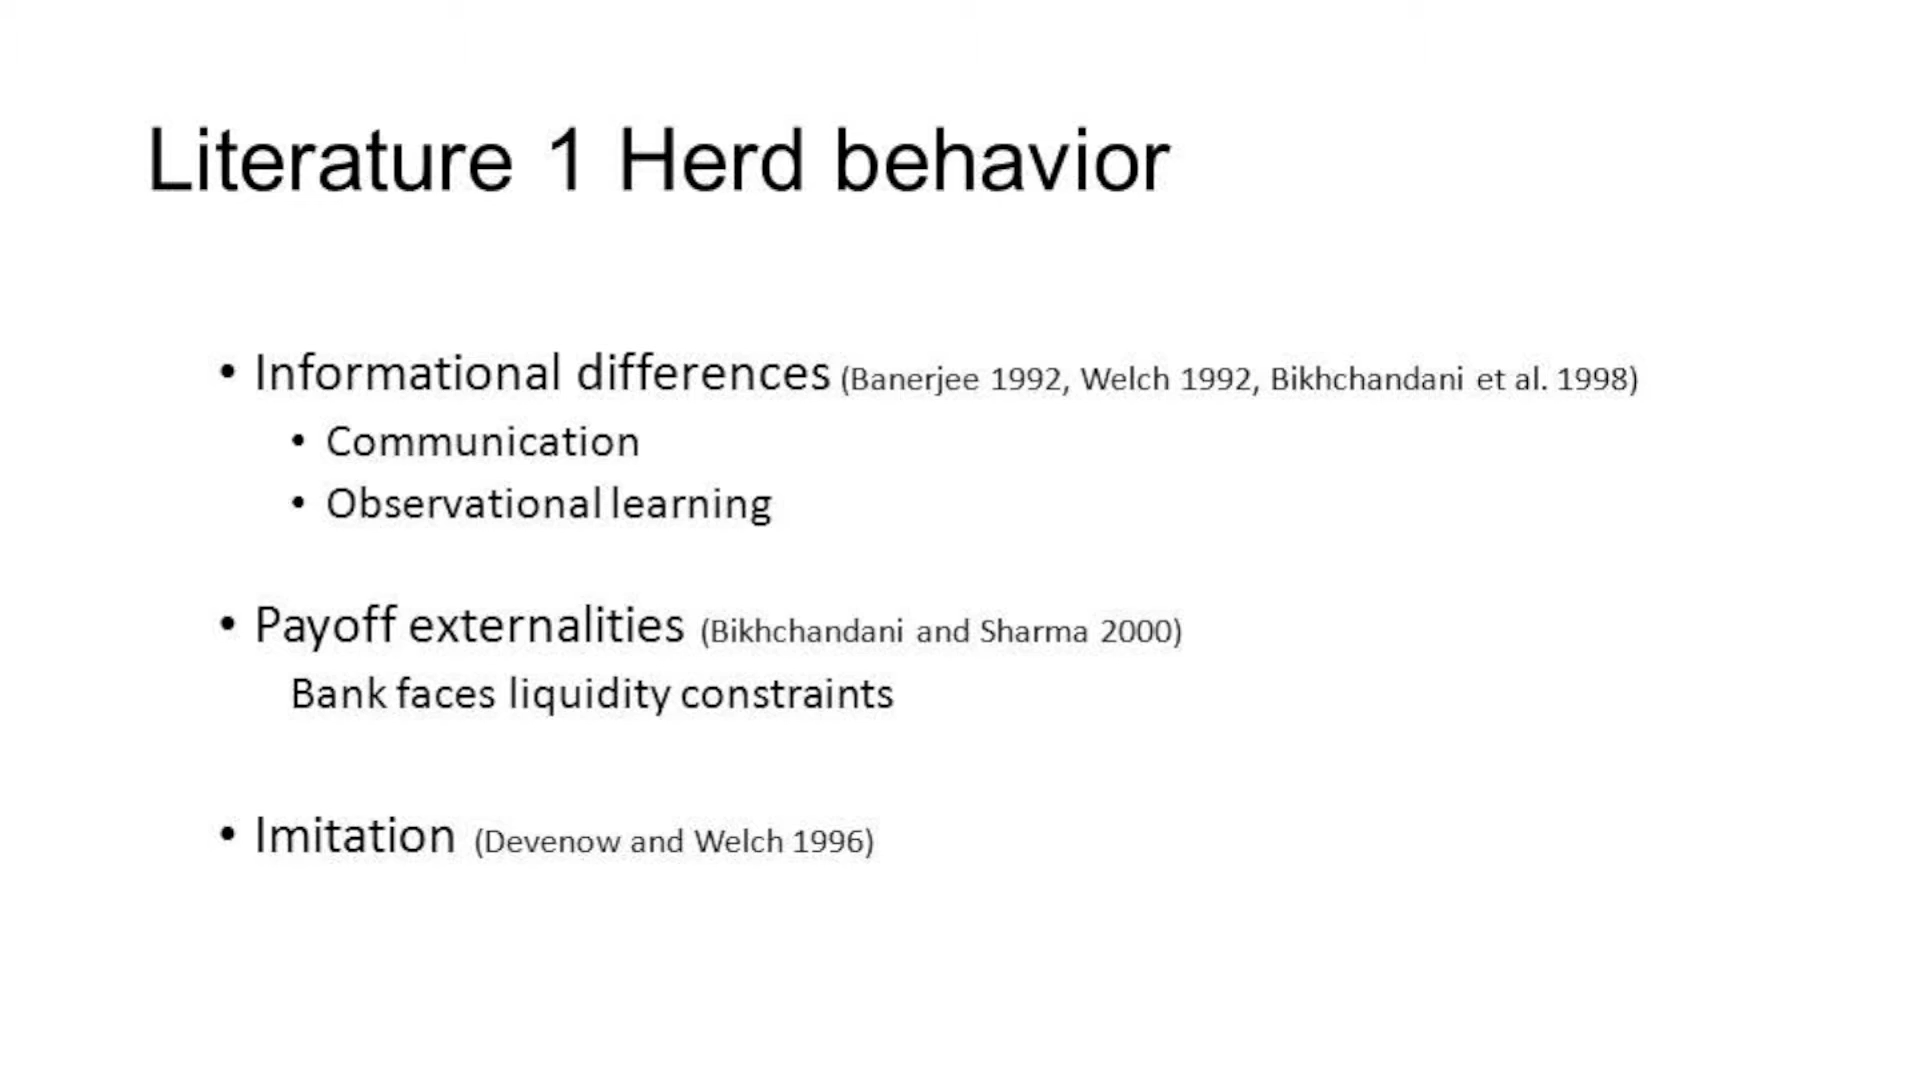 Literature 1 Herd behavior
• Informational differences (Banerjee 1992, Welch 1992, Bikhchandani et al. 1998)
• Communication
• Observational learning
• Payoff externalities (Bikhchandani and Sharma 2000)
Bank faces liquidity constraints
• Imitation (Devenow and Welch 1996)